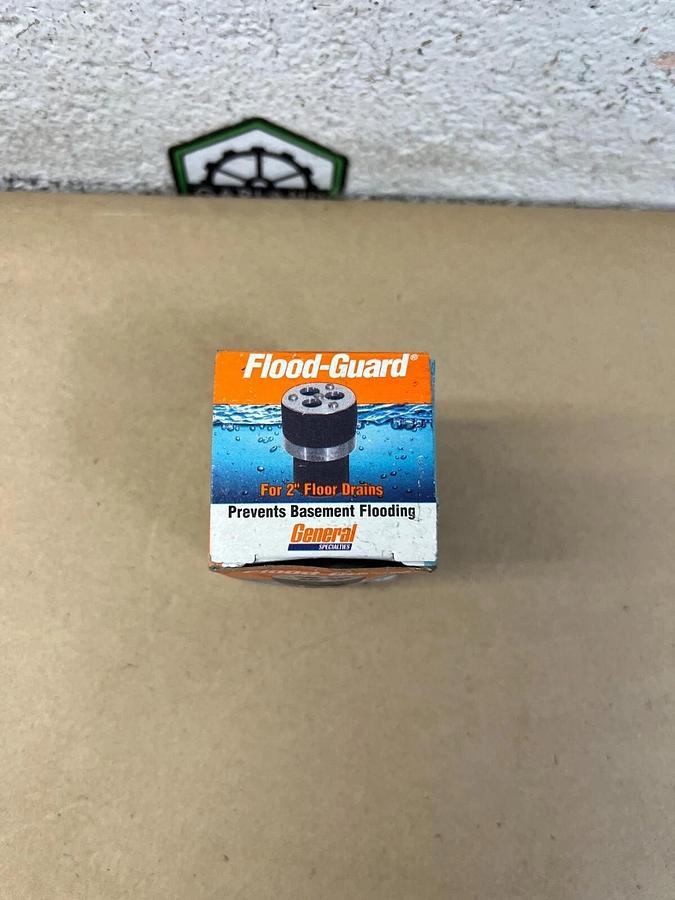 Flood-Guard®
For 2" Floor Drains
Prevents Basement Flooding
General
SPECIALTIES